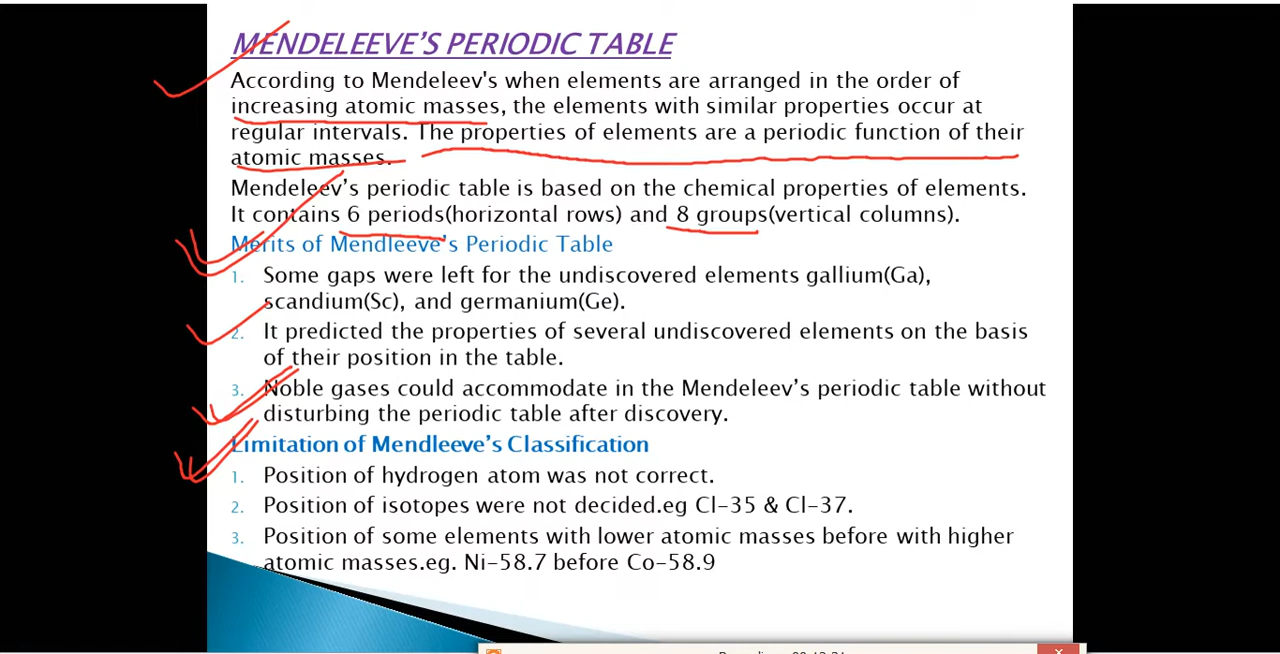 MENDELEEVE'S PERIODIC TABLE
According to Mendeleev's when elements are arranged in the order of
increasing atomic masses, the elements with similar properties occur at
regular intervals. The properties of elements are a periodic function of their
atomic masses.
Mendeleev's periodic table is based on the chemical properties of elements.
It contains 6 periods(horizontal rows) and 8 groups(vertical columns).
Merits of Mendleeve's Periodic Table
1. Some gaps were left for the undiscovered elements gallium(Ga),
scandium(Sc), and germanium(Ge).
2. It predicted the properties of several undiscovered elements on the basis
of their position in the table.
3. Noble gases could accommodate in the Mendeleev's periodic table without
disturbing the periodic table after discovery.
Limitation of Mendleeve's Classification
1. Position of hydrogen atom was not correct.
2. Position of isotopes were not decided.eg Cl-35 & Cl-37.
3. Position of some elements with lower atomic masses before with higher
atomic masses.eg. Ni-58.7 before Co-58.9